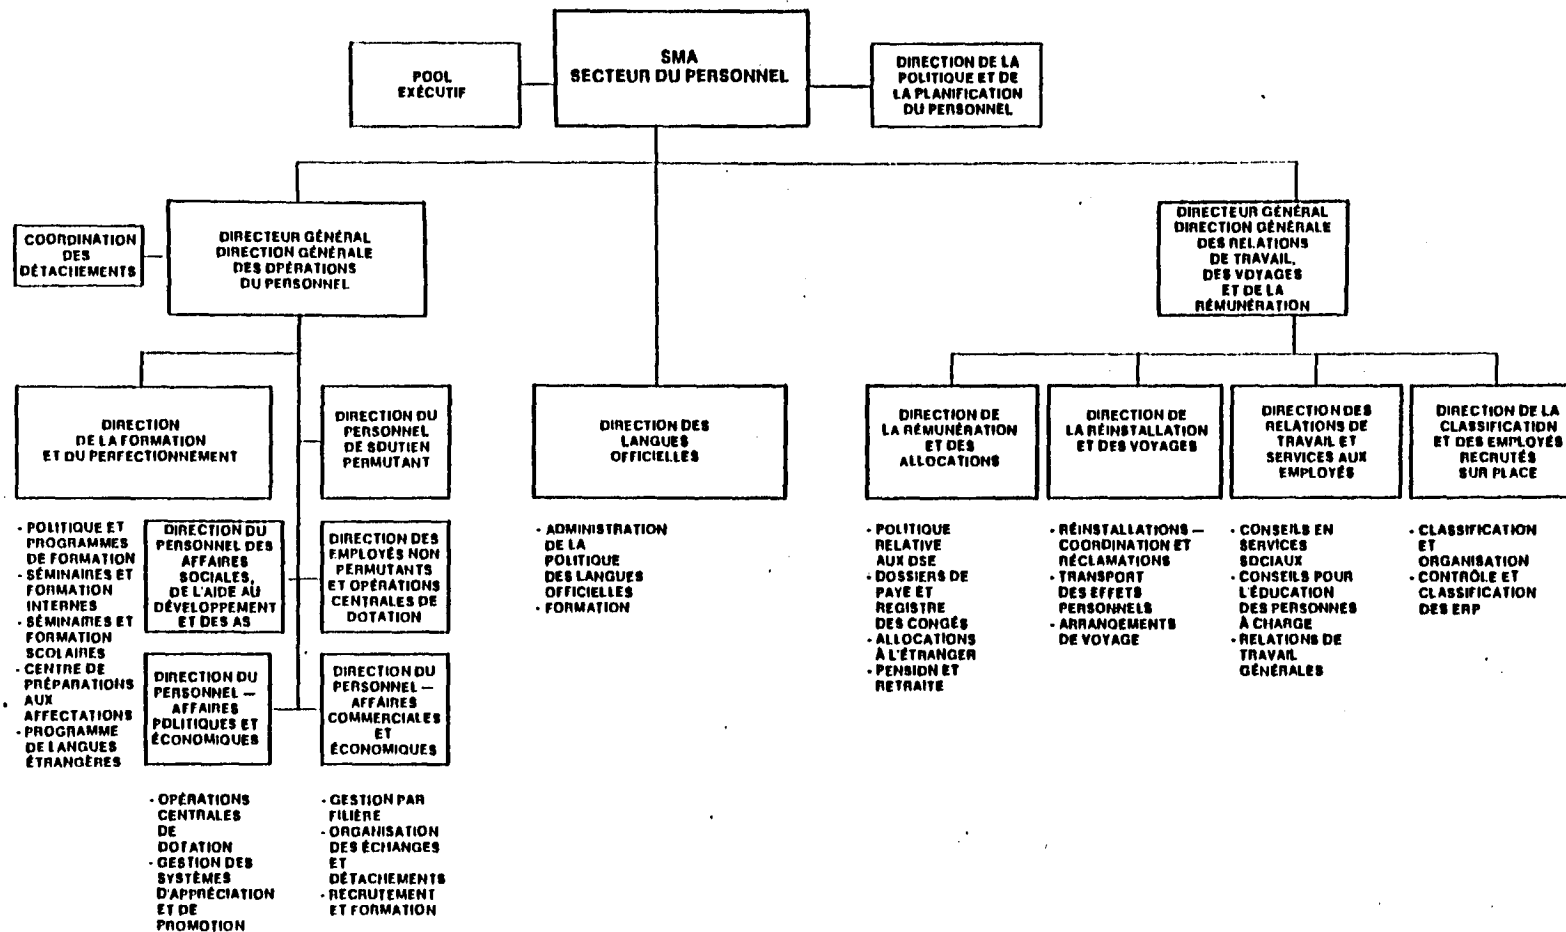 POOL
EXÉCUTIF
SMA
SECTEUR DU PERSONNEL
DIRECTION DE LA
POLITIQUE ET DE
LA PLANIFICATION
DU PERSONNEL
COORDINATION
DES
DÉTACHEMENTS
DIRECTEUR GÉNÉRAL
DIRECTION GÉNÉRALE
DES OPÉRATIONS
DU PERSONNEL
DIRECTEUR GÉNÉRAL
DIRECTION GÉNÉRALE
DES RELATIONS
DE TRAVAIL,
DES VOYAGES
ET DE LA
RÉMUNÉRATION
DIRECTION
DE LA FORMATION
ET DU PERFECTIONNEMENT
DIRECTION DU
PERSONNEL
DE SOUTIEN
PERMUTANT
DIRECTION DES
LANGUES
OFFICIELLES
DIRECTION DE
LA RÉMUNÉRATION
ET DES
ALLOCATIONS
DIRECTION DE
LA RÉINSTALLATION
ET DES VOYAGES
DIRECTION DES
RELATIONS DE
TRAVAIL ET
SERVICES AUX
EMPLOYÉS
DIRECTION DE LA
CLASSIFICATION
ET DES EMPLOYÉS
RECRUTÉS
SUR PLACE
- POLITIQUE ET
PROGRAMMES
DE FORMATION
- SÉMINAIRES ET
FORMATION
INTERNES
- SÉMINAIRES ET
FORMATION
SCOLAIRES
- CENTRE DE
PRÉPARATIONS
AUX
AFFECTATIONS
- PROGRAMME
DE LANGUES
ÉTRANGÈRES
DIRECTION DU
PERSONNEL DES
AFFAIRES
SOCIALES,
DE L'AIDE AU
DÉVELOPPEMENT
ET DES AS
DIRECTION DES
EMPLOYÉS NON
PERMUTANTS
ET OPÉRATIONS
CENTRALES DE
DOTATION
DIRECTION DU
PERSONNEL —
AFFAIRES
POLITIQUES ET
ÉCONOMIQUES
DIRECTION DU
PERSONNEL —
AFFAIRES
COMMERCIALES
ET
ÉCONOMIQUES
- OPÉRATIONS
CENTRALES
DE
DOTATION
- GESTION DES
SYSTÈMES
D'APPRÉCIATION
ET DE
PROMOTION
- GESTION PAR
FILIÈRE
- ORGANISATION
DES ÉCHANGES
ET
DÉTACHEMENTS
- RECRUTEMENT
ET FORMATION
- ADMINISTRATION
DE LA
POLITIQUE
DES LANGUES
OFFICIELLES
- FORMATION
- POLITIQUE
RELATIVE
AUX DSE
- DOSSIERS DE
PAYE ET
REGISTRE
DES CONGÉS
- ALLOCATIONS
À L'ÉTRANGER
- PENSION ET
RETRAITE
- RÉINSTALLATIONS —
COORDINATION ET
RÉCLAMATIONS
- TRANSPORT
DES EFFETS
PERSONNELS
- ARRANGEMENTS
DE VOYAGE
- CONSEILS EN
SERVICES
SOCIAUX
- CONSEILS POUR
L'ÉDUCATION
DES PERSONNES
À CHARGE
- RELATIONS DE
TRAVAIL
GÉNÉRALES
- CLASSIFICATION
ET
ORGANISATION
- CONTRÔLE ET
CLASSIFICATION
DES ERP